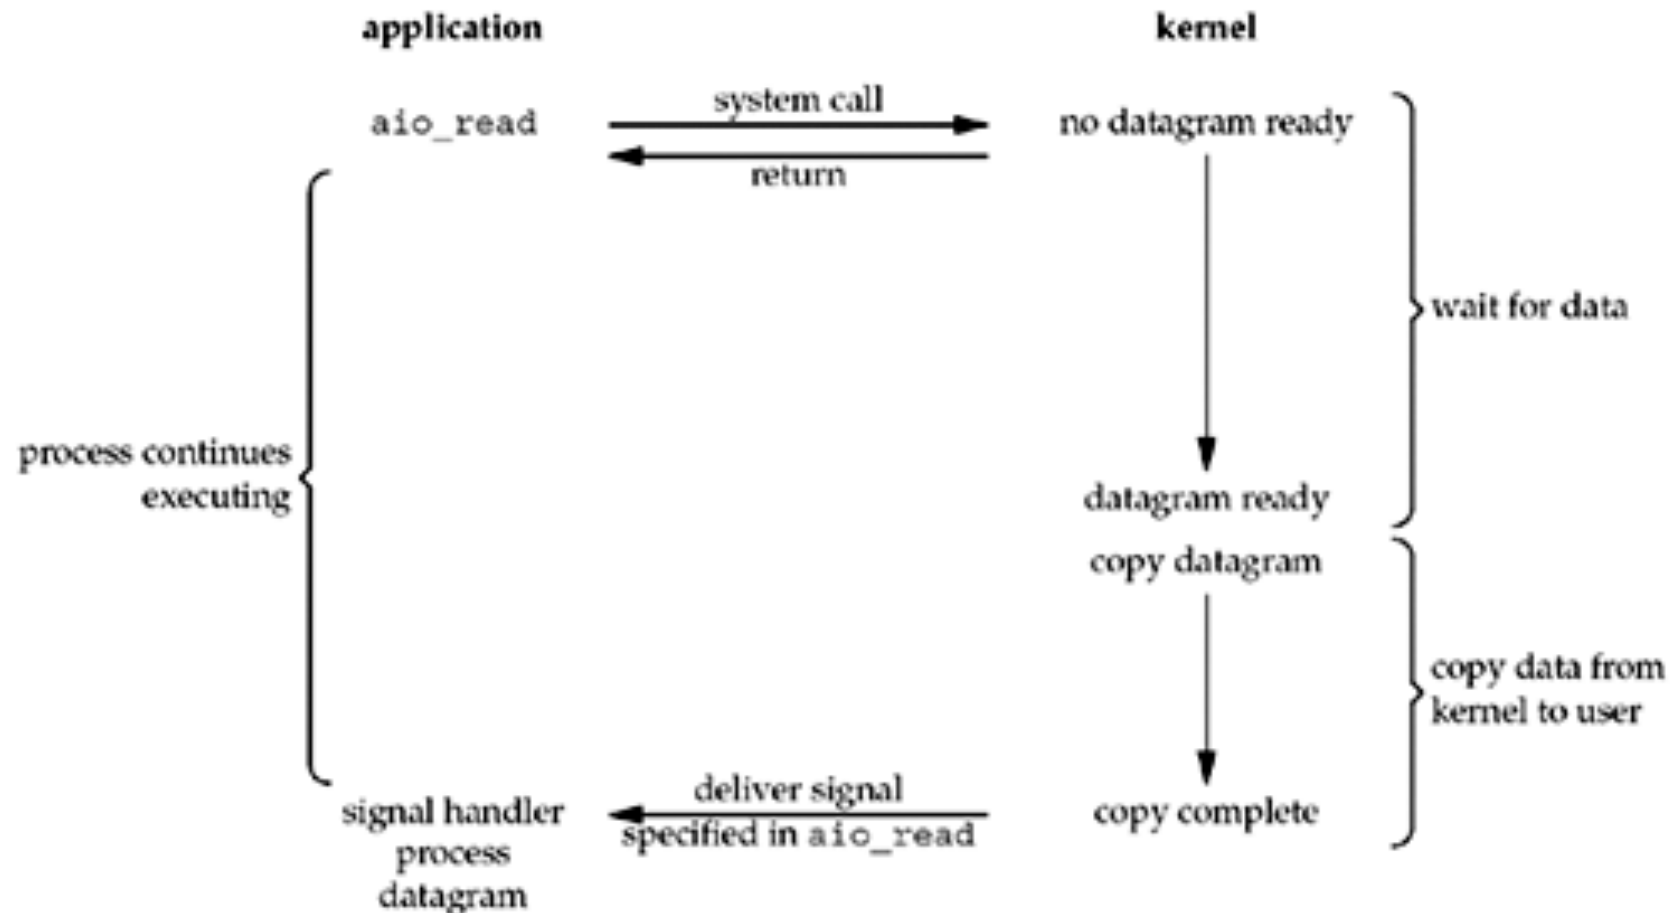 application
kernel
aio_read
system call
no datagram ready
return
wait for data
process continues
executing
datagram ready
copy datagram
copy data from
kernel to user
deliver signal
signal handler
specified in aio_read
copy complete
process
datagram